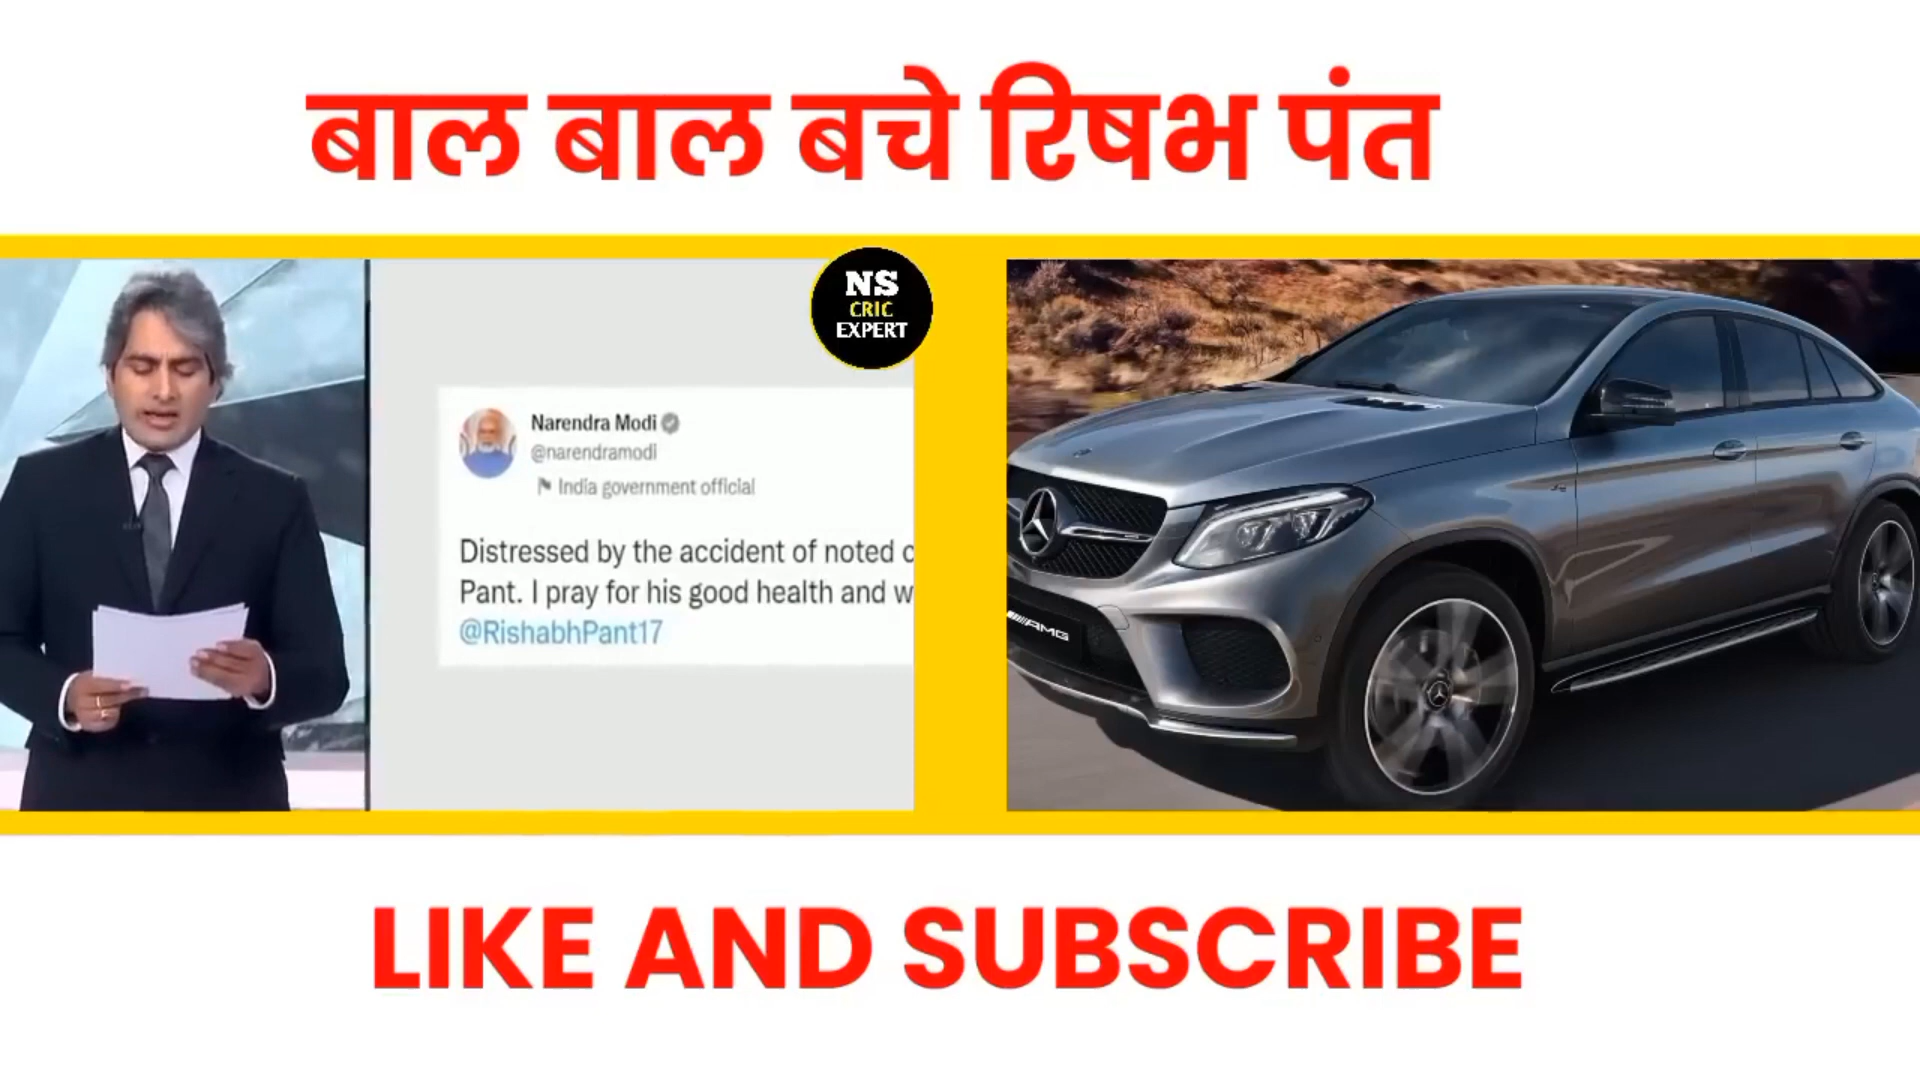 बाल बाल बचे रिषभ पंत
NS
CRIC
EXPERT
Narendra Modi
@narendramodi
India government official
Distressed by the accident of noted c
Pant. I pray for his good health and w
@RishabhPant17
AMG
LIKE AND SUBSCRIBE